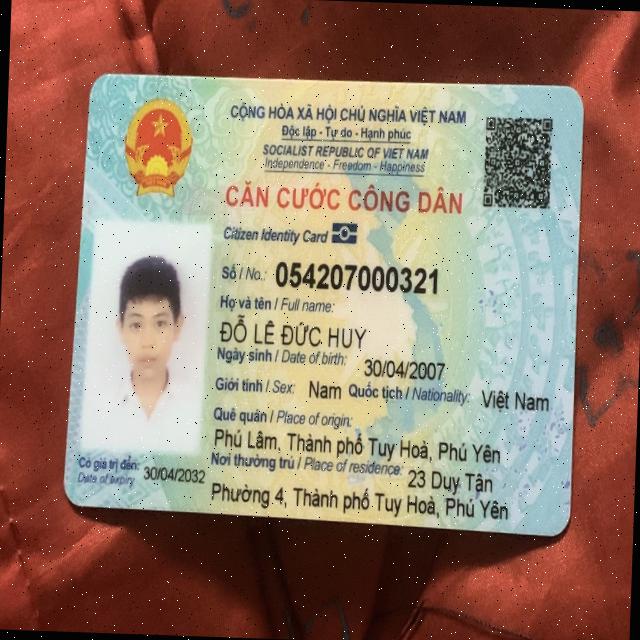 CỘNG HÒA XÃ HỘI CHỦ NGHĨA VIỆT NAM
Độc lập - Tự do - Hạnh phúc
SOCIALIST REPUBLIC OF VIET NAM
Independence - Freedom - Happiness
CĂN CƯỚC CÔNG DÂN
Citizen Identity Card
Số / No.: 054207000321
Họ và tên / Full name:
ĐỖ LÊ ĐỨC HUY
Ngày sinh / Date of birth: 30/04/2007
Giới tính / Sex: Nam Quốc tịch / Nationality: Việt Nam
Quê quán / Place of origin:
Phú Lâm, Thành phố Tuy Hoà, Phú Yên
Nơi thường trú / Place of residence: 23 Duy Tân
Phường 4, Thành phố Tuy Hoà, Phú Yên
Có giá trị đến: 30/04/2032
Date of expiry